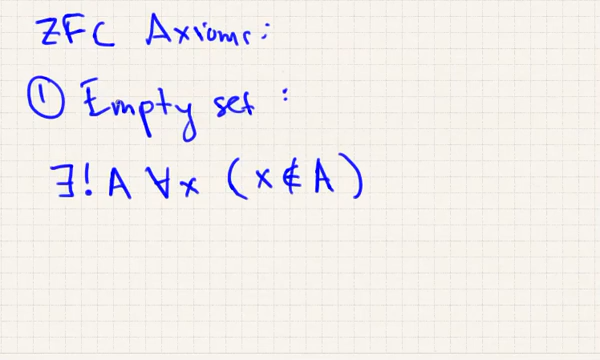 ZFC Axioms:
① Empty set :
∃! A ∀x (x ∉ A)